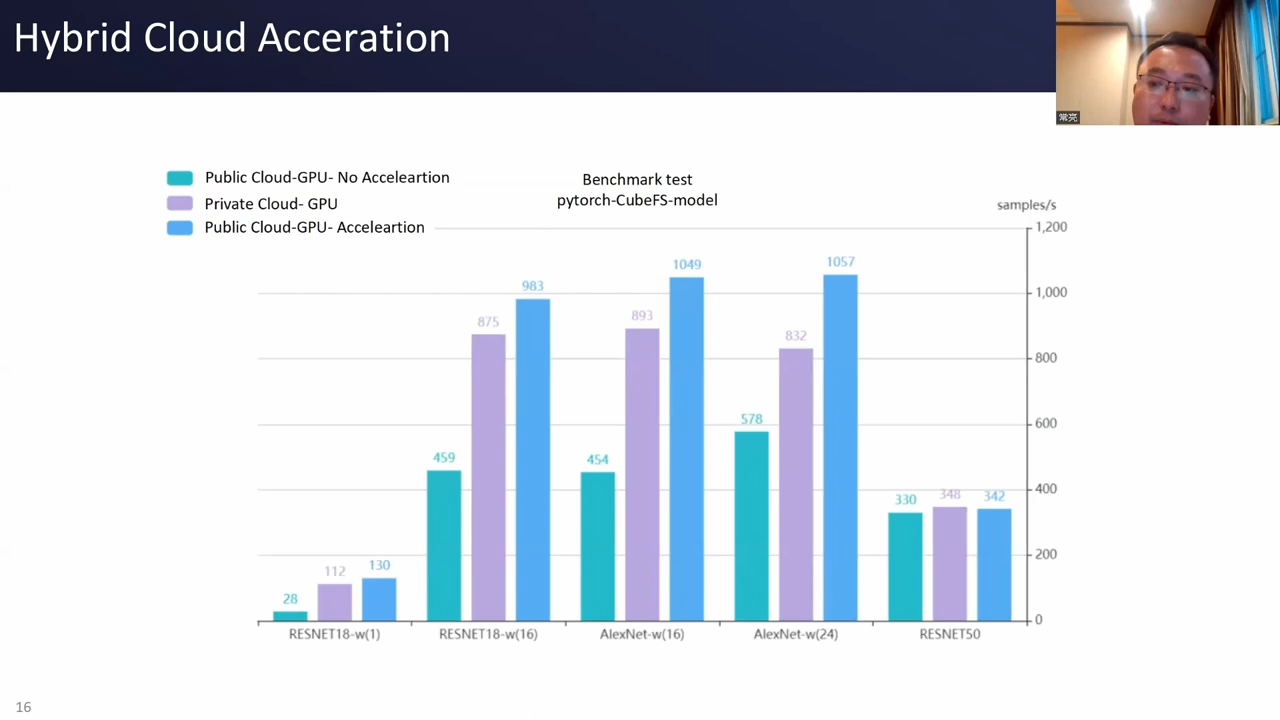 Hybrid Cloud Acceration
常亮
Public Cloud-GPU- No Acceleartion
Private Cloud- GPU
Public Cloud-GPU- Acceleartion
Benchmark test
pytorch-CubeFS-model
samples/s
1,200
1,000
800
600
400
200
0
28
112
130
459
875
983
454
893
1049
578
832
1057
330
348
342
RESNET18-w(1)
RESNET18-w(16)
AlexNet-w(16)
AlexNet-w(24)
RESNET50
16